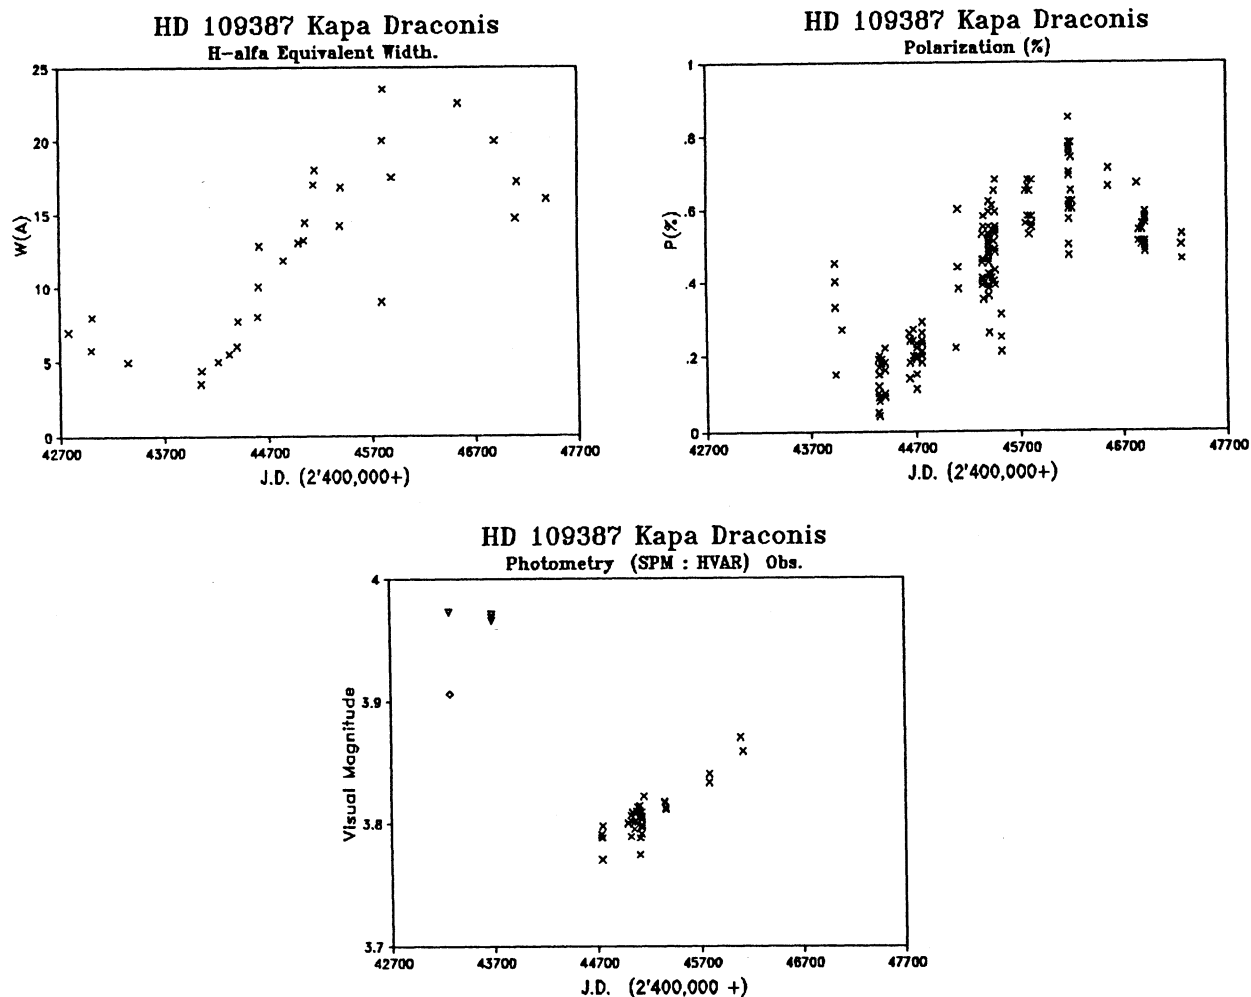 HD 109387 Kapa Draconis
H-alfa Equivalent Width.
25
20
15
10
5
0
W(A)
42700 43700 44700 45700 46700 47700
J.D. (2'400,000+)
HD 109387 Kapa Draconis
Polarization (%)
1
.8
.6
.4
.2
0
P(%)
42700 43700 44700 45700 46700 47700
J.D. (2'400,000+)
HD 109387 Kapa Draconis
Photometry (SPM : HVAR) Obs.
4
3.9
3.8
3.7
Visual Magnitude
42700 43700 44700 45700 46700 47700
J.D. (2'400,000 +)